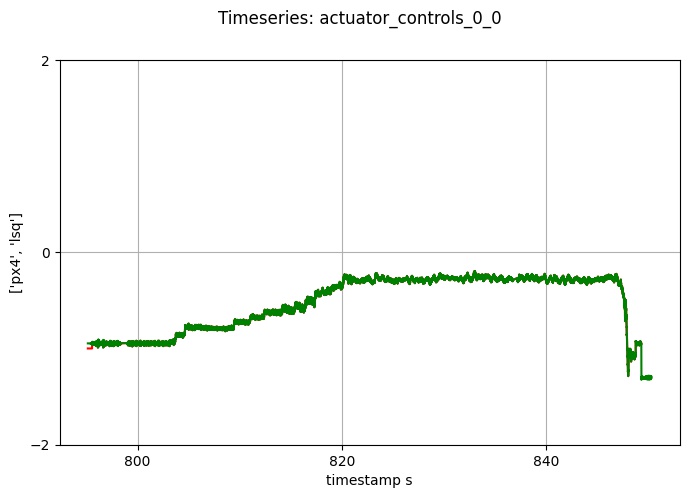 Timeseries: actuator_controls_0_0
2
0
−2
['px4', 'lsq']
800
820
840
timestamp s